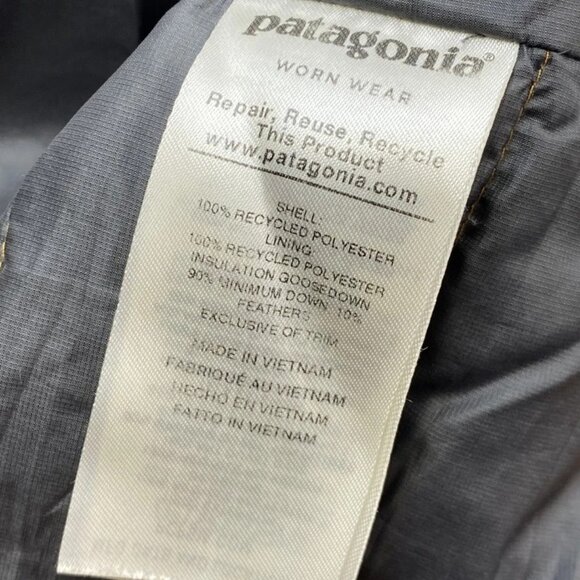 patagonia®
WORN WEAR
Repair, Reuse, Recycle
This Product
www.patagonia.com
SHELL:
100% RECYCLED POLYESTER
LINING:
100% RECYCLED POLYESTER
INSULATION GOOSEDOWN
90% MINIMUM DOWN 10%
FEATHERS
EXCLUSIVE OF TRIM
MADE IN VIETNAM
FABRIQUÉ AU VIETNAM
HECHO EN VIETNAM
FATTO IN VIETNAM